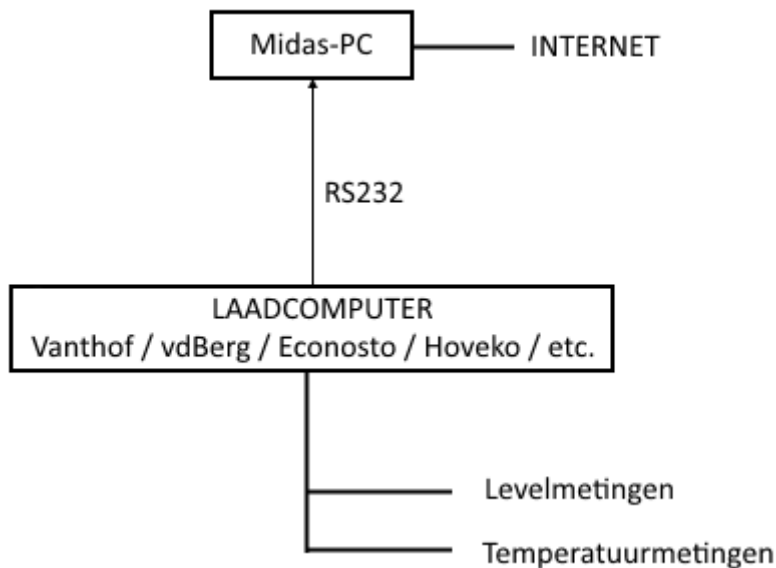 Midas-PC
INTERNET
RS232
LAADCOMPUTER
Vanthof / vdBerg / Econosto / Hoveko / etc.
Levelmetingen
Temperatuurmetingen